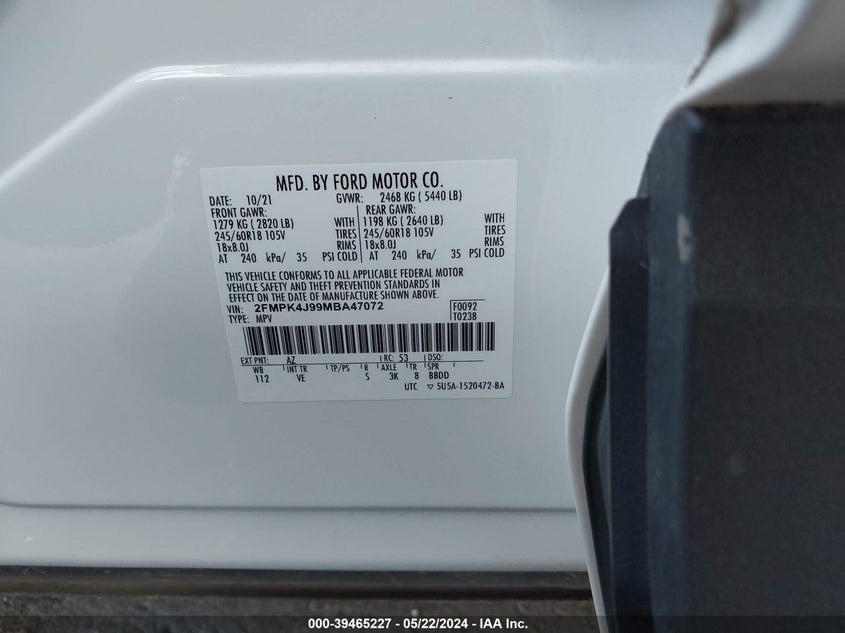 MFD. BY FORD MOTOR CO.
DATE: 10/21 GVWR: 2468 KG ( 5440 LB)
FRONT GAWR: REAR GAWR:
1279 KG ( 2820 LB) WITH 1198 KG ( 2640 LB) WITH
245/60R18 105V TIRES 245/60R18 105V TIRES
18x8.0J RIMS 18x8.0J RIMS
AT 240 kPa/ 35 PSI COLD AT 240 kPa/ 35 PSI COLD
THIS VEHICLE CONFORMS TO ALL APPLICABLE FEDERAL MOTOR
VEHICLE SAFETY AND THEFT PREVENTION STANDARDS IN
EFFECT ON THE DATE OF MANUFACTURE SHOWN ABOVE.
VIN: 2FMPK4J99MBA47072 F0092
TYPE: MPV T0238
EXT PNT: AZ RC: 53 DSO:
WB INT TR TP/PS R AXLE TR SPR
112 VE S 3K 8 BBDD
UTC ▽ 5U5A-1520472-BA
000-39465227 - 05/22/2024 - IAA Inc.